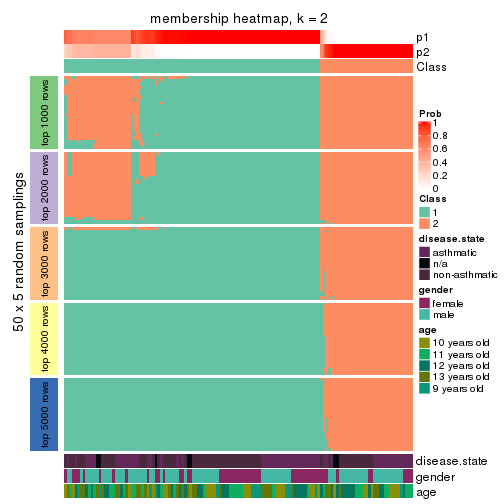 membership heatmap, k = 2
p1
p2
Class
50 x 5 random samplings
top 1000 rows
top 2000 rows
top 3000 rows
top 4000 rows
top 5000 rows
disease.state
gender
age
Prob
1
0.8
0.6
0.4
0.2
0
Class
1
2
disease.state
asthmatic
n/a
non-asthmatic
gender
female
male
age
10 years old
11 years old
12 years old
13 years old
9 years old